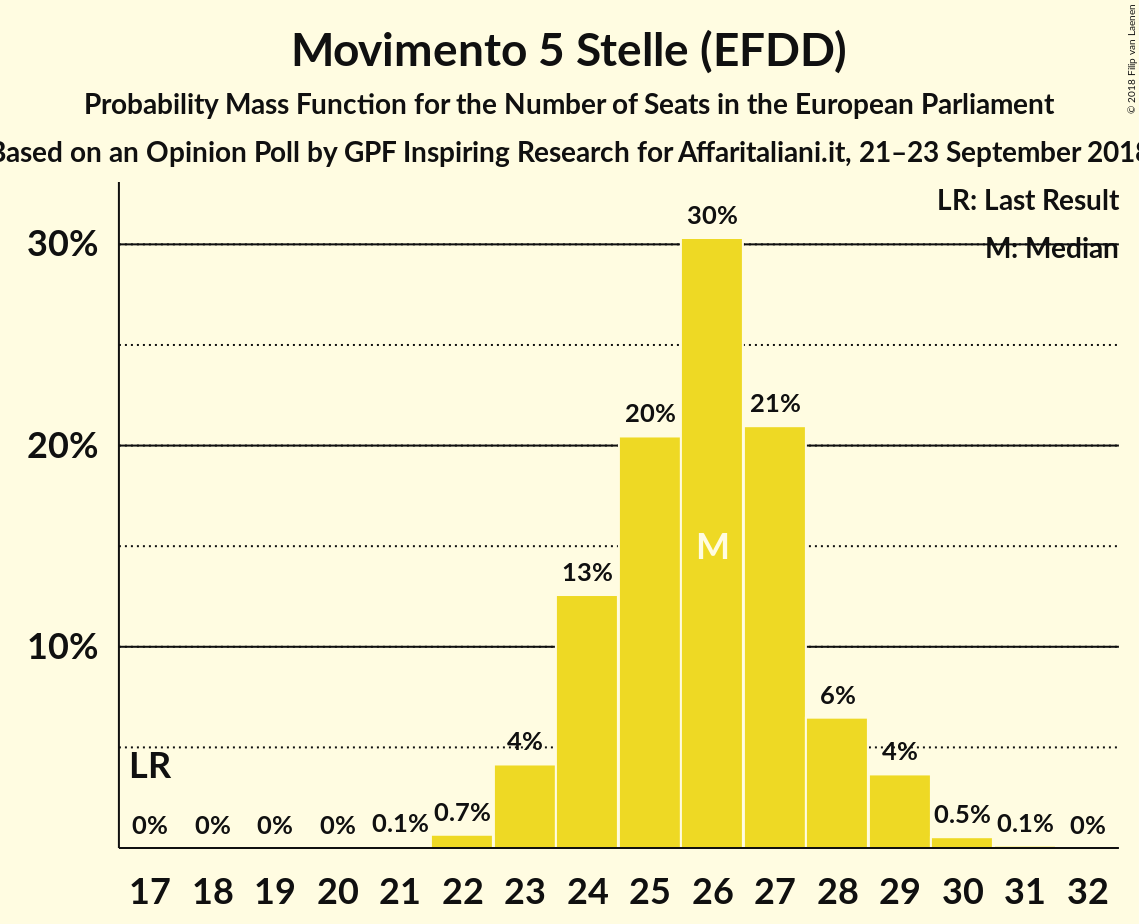 Movimento 5 Stelle (EFDD)
Probability Mass Function for the Number of Seats in the European Parliament
Based on an Opinion Poll by GPF Inspiring Research for Affaritaliani.it, 21–23 September 2018
© 2018 Filip van Laenen
LR: Last Result
M: Median
30%
20%
10%
30%
20%
21%
13%
M
6%
4%
4%
LR
0%
0%
0%
0%
0.1%
0.7%
0.5%
0.1%
0%
17 18 19 20 21 22 23 24 25 26 27 28 29 30 31 32